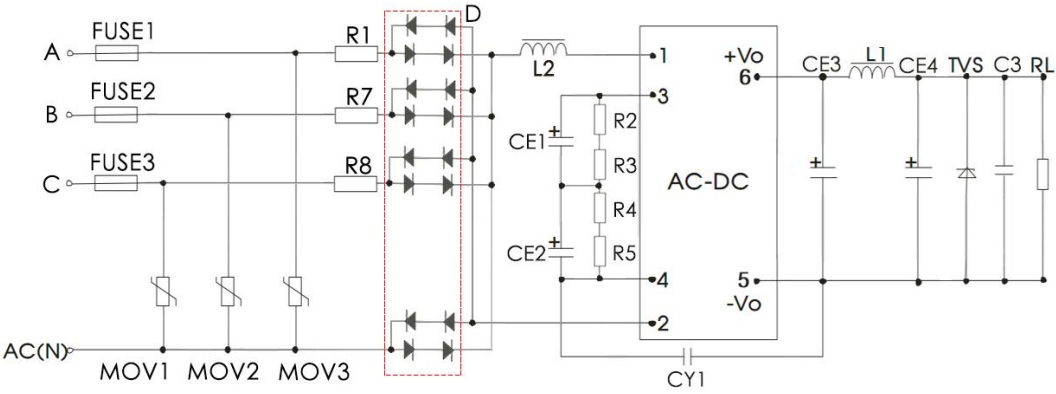 FUSE1
D
A
R1
L2
1
+Vo
6
CE3
L1
CE4
TVS
C3
RL
FUSE2
B
R7
3
R2
CE1
R3
FUSE3
C
R8
AC-DC
R4
CE2
R5
4
5
-Vo
2
AC(N)
MOV1
MOV2
MOV3
CY1
+
+
+
+